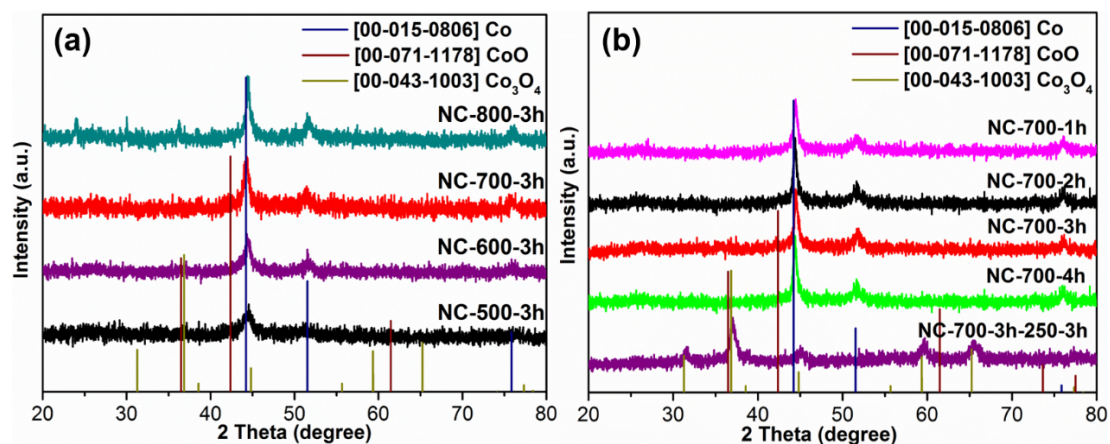 (a)
[00-015-0806] Co
[00-071-1178] CoO
[00-043-1003] Co₃O₄
NC-800-3h
NC-700-3h
NC-600-3h
NC-500-3h
Intensity (a.u.)
20 30 40 50 60 70 80
2 Theta (degree)
(b)
[00-015-0806] Co
[00-071-1178] CoO
[00-043-1003] Co₃O₄
NC-700-1h
NC-700-2h
NC-700-3h
NC-700-4h
NC-700-3h-250-3h
Intensity (a.u.)
20 30 40 50 60 70 80
2 Theta (degree)